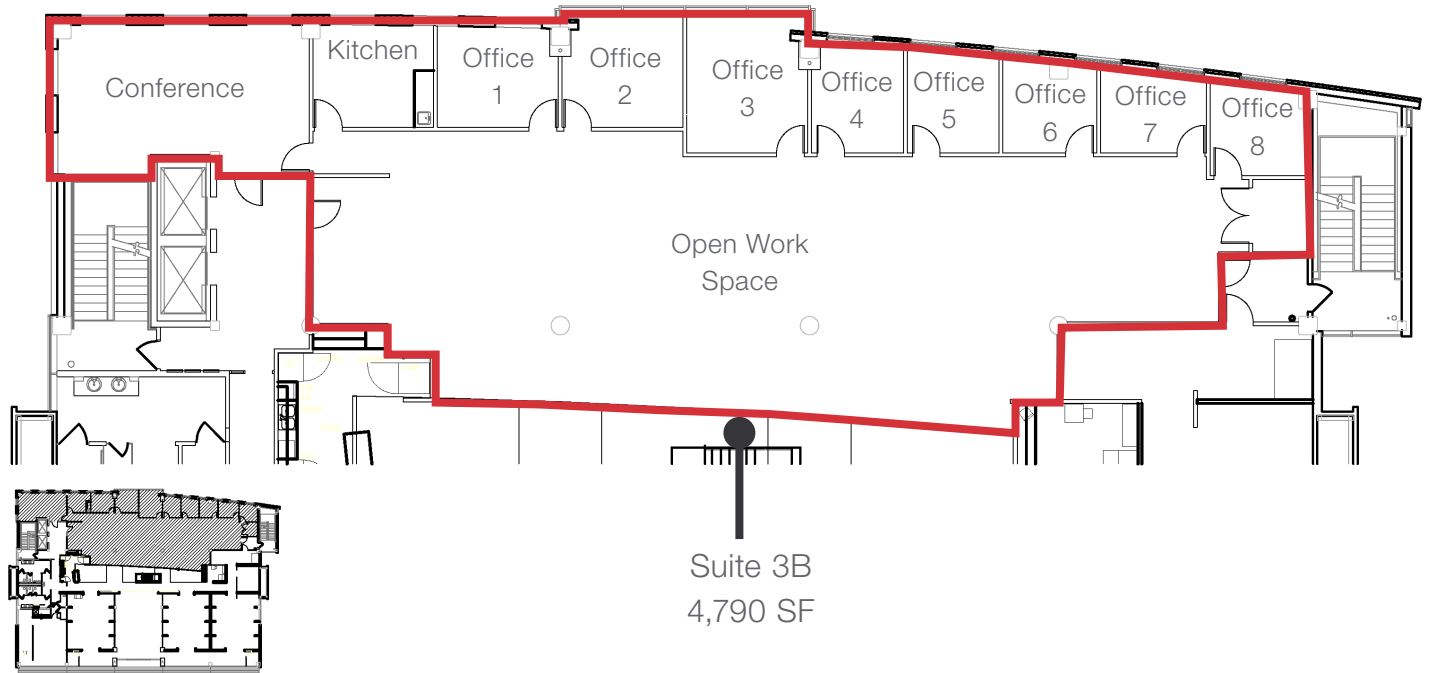 Conference
Kitchen
Office
1
Office
2
Office
3
Office
4
Office
5
Office
6
Office
7
Office
8
Open Work
Space
Suite 3B
4,790 SF